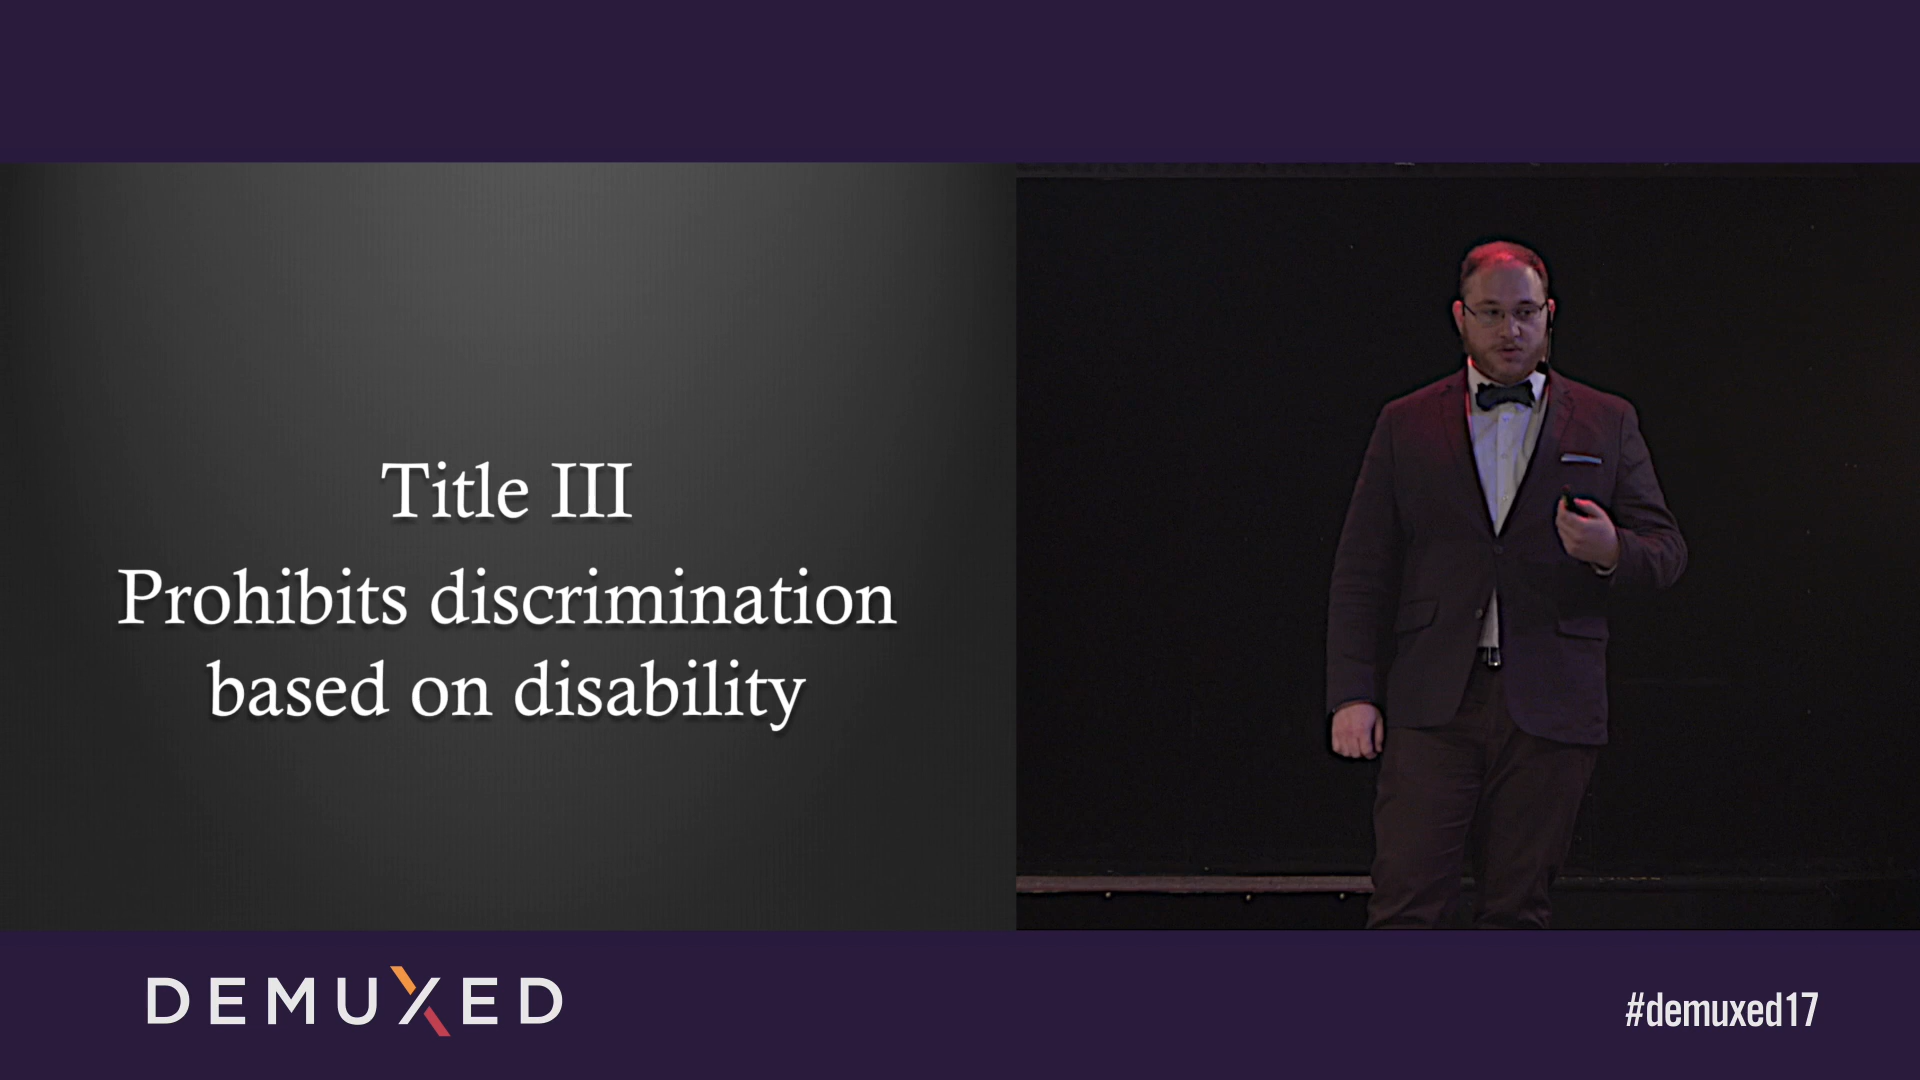 Title III
Prohibits discrimination
based on disability
DEMUXED
#demuxed17